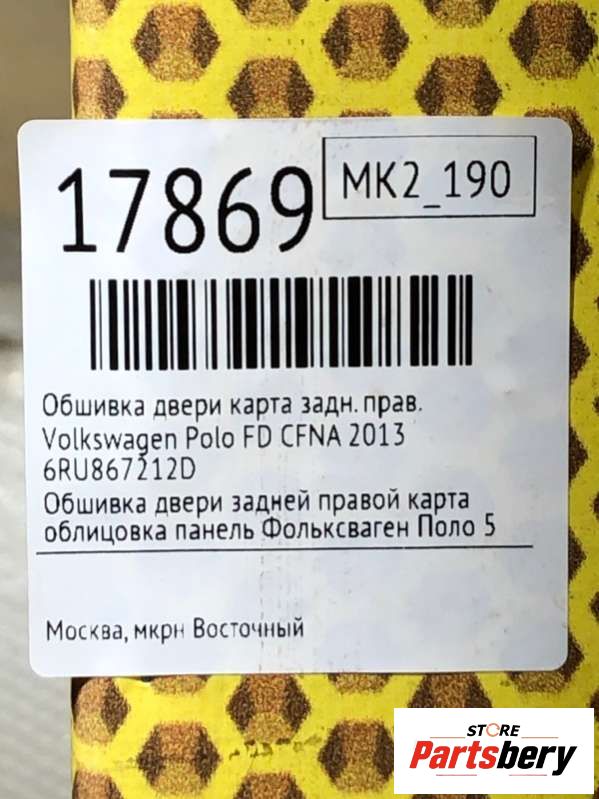 17869
MK2_190
Обшивка двери карта задн. прав.
Volkswagen Polo FD CFNA 2013
6RU867212D
Обшивка двери задней правой карта
облицовка панель Фольксваген Поло 5
Москва, мкрн Восточный
STORE
Partsbery